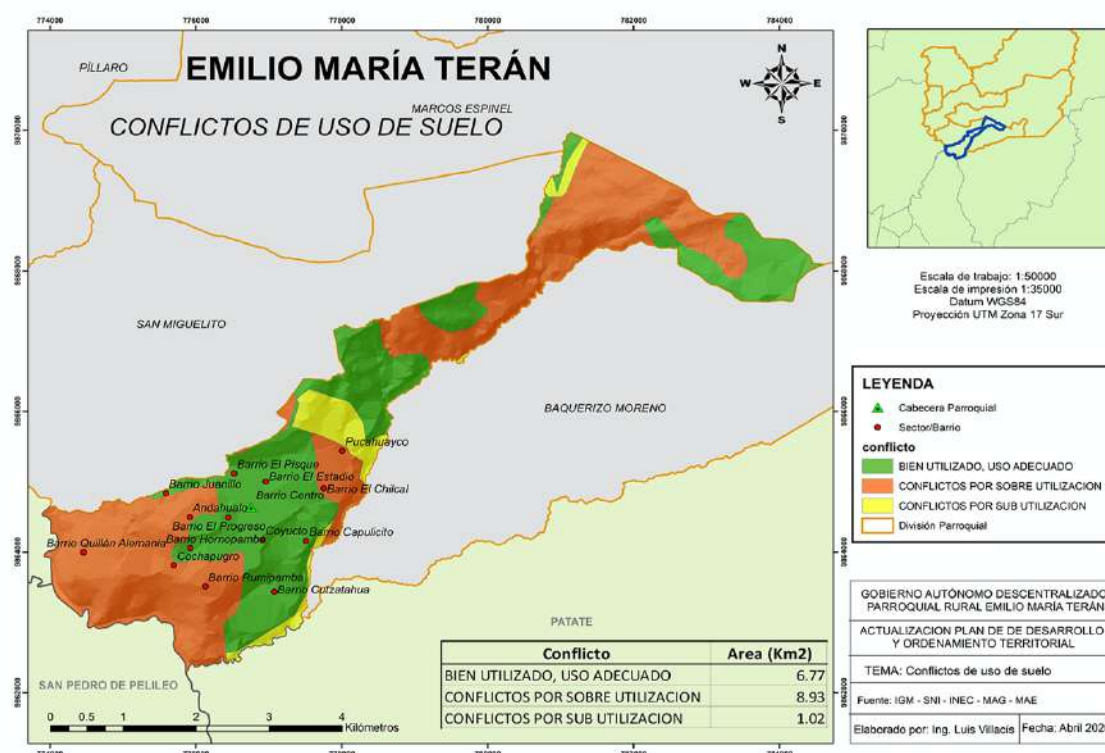 774000 776000 778000 780000 782000 784000
EMILIO MARÍA TERÁN
CONFLICTOS DE USO DE SUELO
PÍLLARO
MARCOS ESPINEL
N
W E
S
9870000
9868000
9866000
9864000
9862000
SAN MIGUELITO
BAQUERIZO MORENO
Pucahuayco
Barrio El Pisque
Barrio El Estadio
Barrio Juanillo
Barrio El Chilcal
Barrio Centro
Andahualo
Barrio El Progreso
Coyucto
Barrio Capulicito
Barrio Hornopamba
Barrio Quillán Alemania
Cochapugro
Barrio Rumipamba
Barrio Cutzatahua
PATATE
SAN PEDRO DE PELILEO
Conflicto Area (Km2)
BIEN UTILIZADO, USO ADECUADO 6.77
CONFLICTOS POR SOBRE UTILIZACION 8.93
CONFLICTOS POR SUB UTILIZACION 1.02
0 0.5 1 2 3 4
Kilómetros
Escala de trabajo: 1:50000
Escala de impresión 1:35000
Datum WGS84
Proyección UTM Zona 17 Sur
LEYENDA
Cabecera Parroquial
Sector/Barrio
conflicto
BIEN UTILIZADO, USO ADECUADO
CONFLICTOS POR SOBRE UTILIZACION
CONFLICTOS POR SUB UTILIZACION
División Parroquial
GOBIERNO AUTÓNOMO DESCENTRALIZADO
PARROQUIAL RURAL EMILIO MARÍA TERÁN
ACTUALIZACION PLAN DE DE DESARROLLO
Y ORDENAMIENTO TERRITORIAL
TEMA: Conflictos de uso de suelo
Fuente: IGM - SNI - INEC - MAG - MAE
Elaborado por: Ing. Luis Villacís
Fecha: Abril